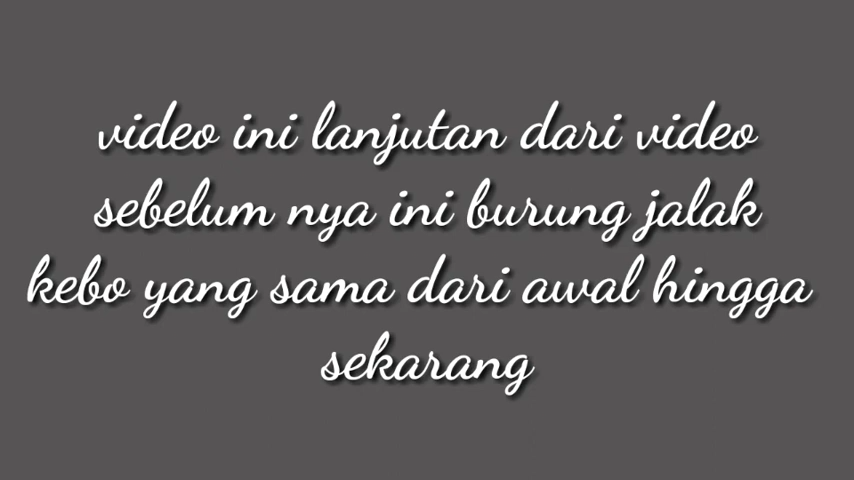 video ini lanjutan dari video
sebelum nya ini burung jalak
kebo yang sama dari awal hingga
sekarang